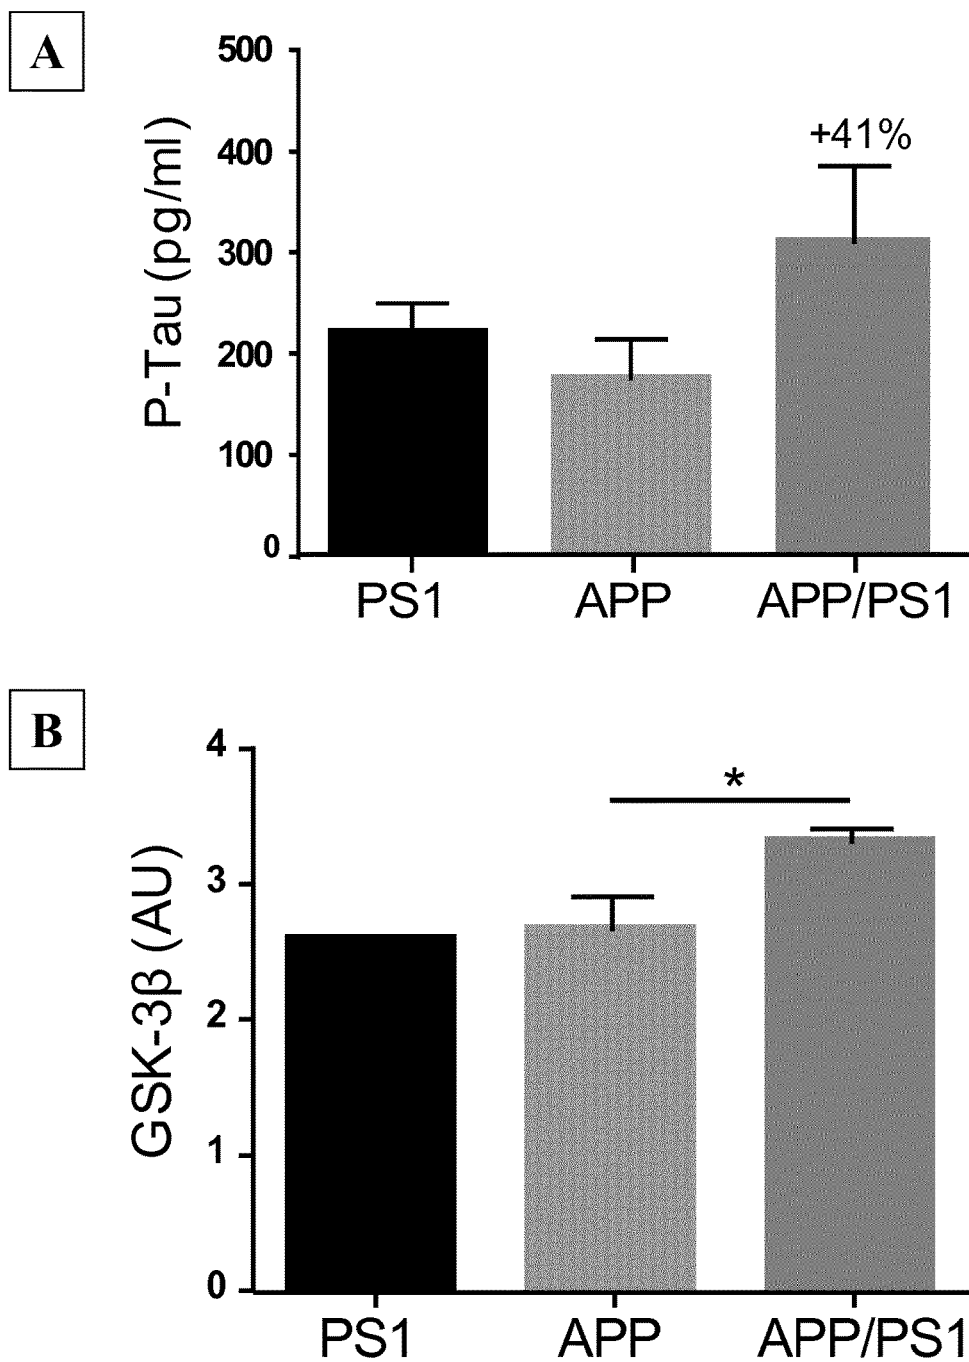 A
500
400
300
200
100
0
P-Tau (pg/ml)
+41%
PS1 APP APP/PS1
B
4
3
2
1
0
GSK-3β (AU)
*
PS1 APP APP/PS1